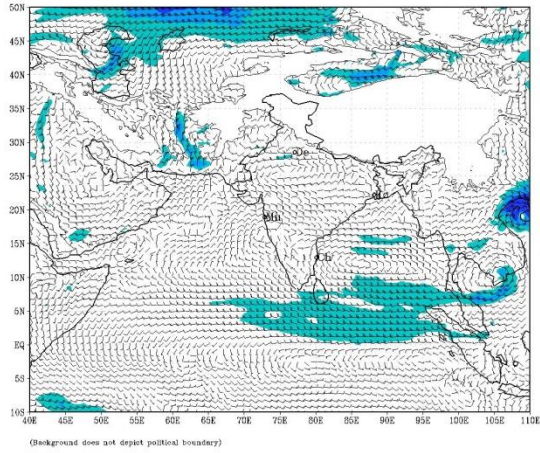 50N
45N
40N
35N
30N
25N
20N
15N
10N
5N
EQ
5S
10S
De
Mu
Ch
40E 45E 50E 55E 60E 65E 70E 75E 80E 85E 90E 95E 100E 105E 110E
(Background does not depict political boundary)